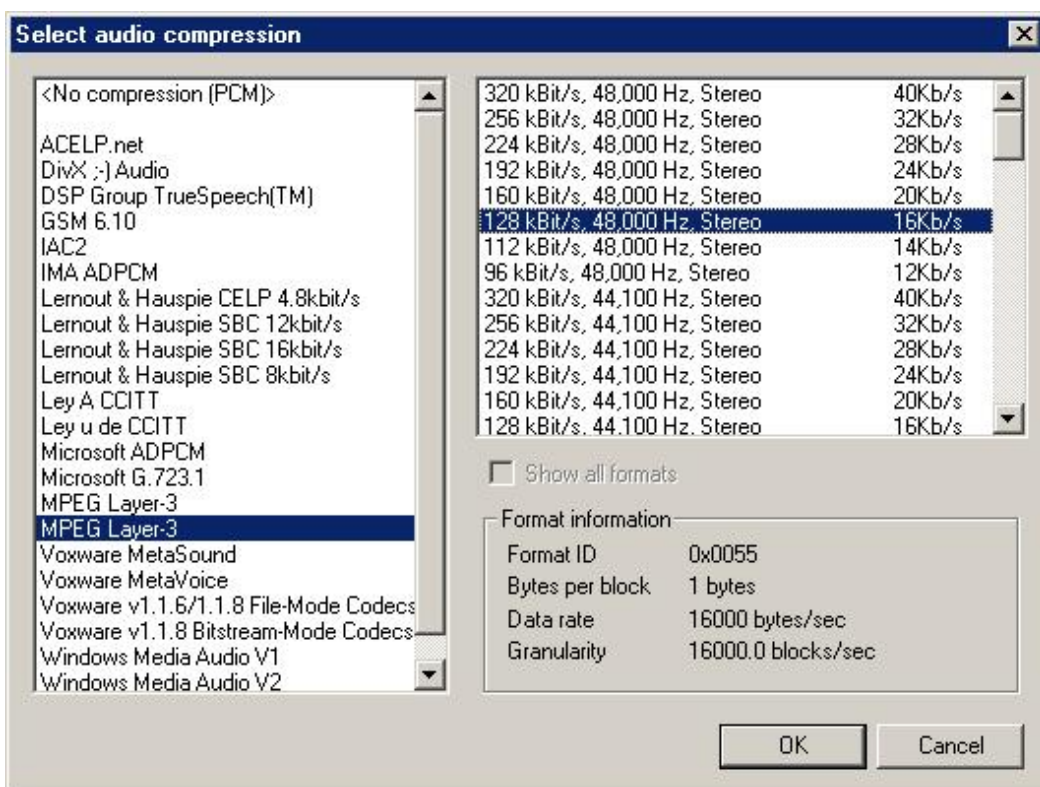 Select audio compression
<No compression (PCM)>
ACELP.net
DivX ;-) Audio
DSP Group TrueSpeech(TM)
GSM 6.10
IAC2
IMA ADPCM
Lernout & Hauspie CELP 4.8kbit/s
Lernout & Hauspie SBC 12kbit/s
Lernout & Hauspie SBC 16kbit/s
Lernout & Hauspie SBC 8kbit/s
Ley A CCITT
Ley u de CCITT
Microsoft ADPCM
Microsoft G.723.1
MPEG Layer-3
MPEG Layer-3
Voxware MetaSound
Voxware MetaVoice
Voxware v1.1.6/1.1.8 File-Mode Codecs
Voxware v1.1.8 Bitstream-Mode Codecs
Windows Media Audio V1
Windows Media Audio V2
320 kBit/s, 48,000 Hz, Stereo 40Kb/s
256 kBit/s, 48,000 Hz, Stereo 32Kb/s
224 kBit/s, 48,000 Hz, Stereo 28Kb/s
192 kBit/s, 48,000 Hz, Stereo 24Kb/s
160 kBit/s, 48,000 Hz, Stereo 20Kb/s
128 kBit/s, 48,000 Hz, Stereo 16Kb/s
112 kBit/s, 48,000 Hz, Stereo 14Kb/s
96 kBit/s, 48,000 Hz, Stereo 12Kb/s
320 kBit/s, 44,100 Hz, Stereo 40Kb/s
256 kBit/s, 44,100 Hz, Stereo 32Kb/s
224 kBit/s, 44,100 Hz, Stereo 28Kb/s
192 kBit/s, 44,100 Hz, Stereo 24Kb/s
160 kBit/s, 44,100 Hz, Stereo 20Kb/s
128 kBit/s, 44,100 Hz, Stereo 16Kb/s
Show all formats
Format information
Format ID 0x0055
Bytes per block 1 bytes
Data rate 16000 bytes/sec
Granularity 16000.0 blocks/sec
OK Cancel